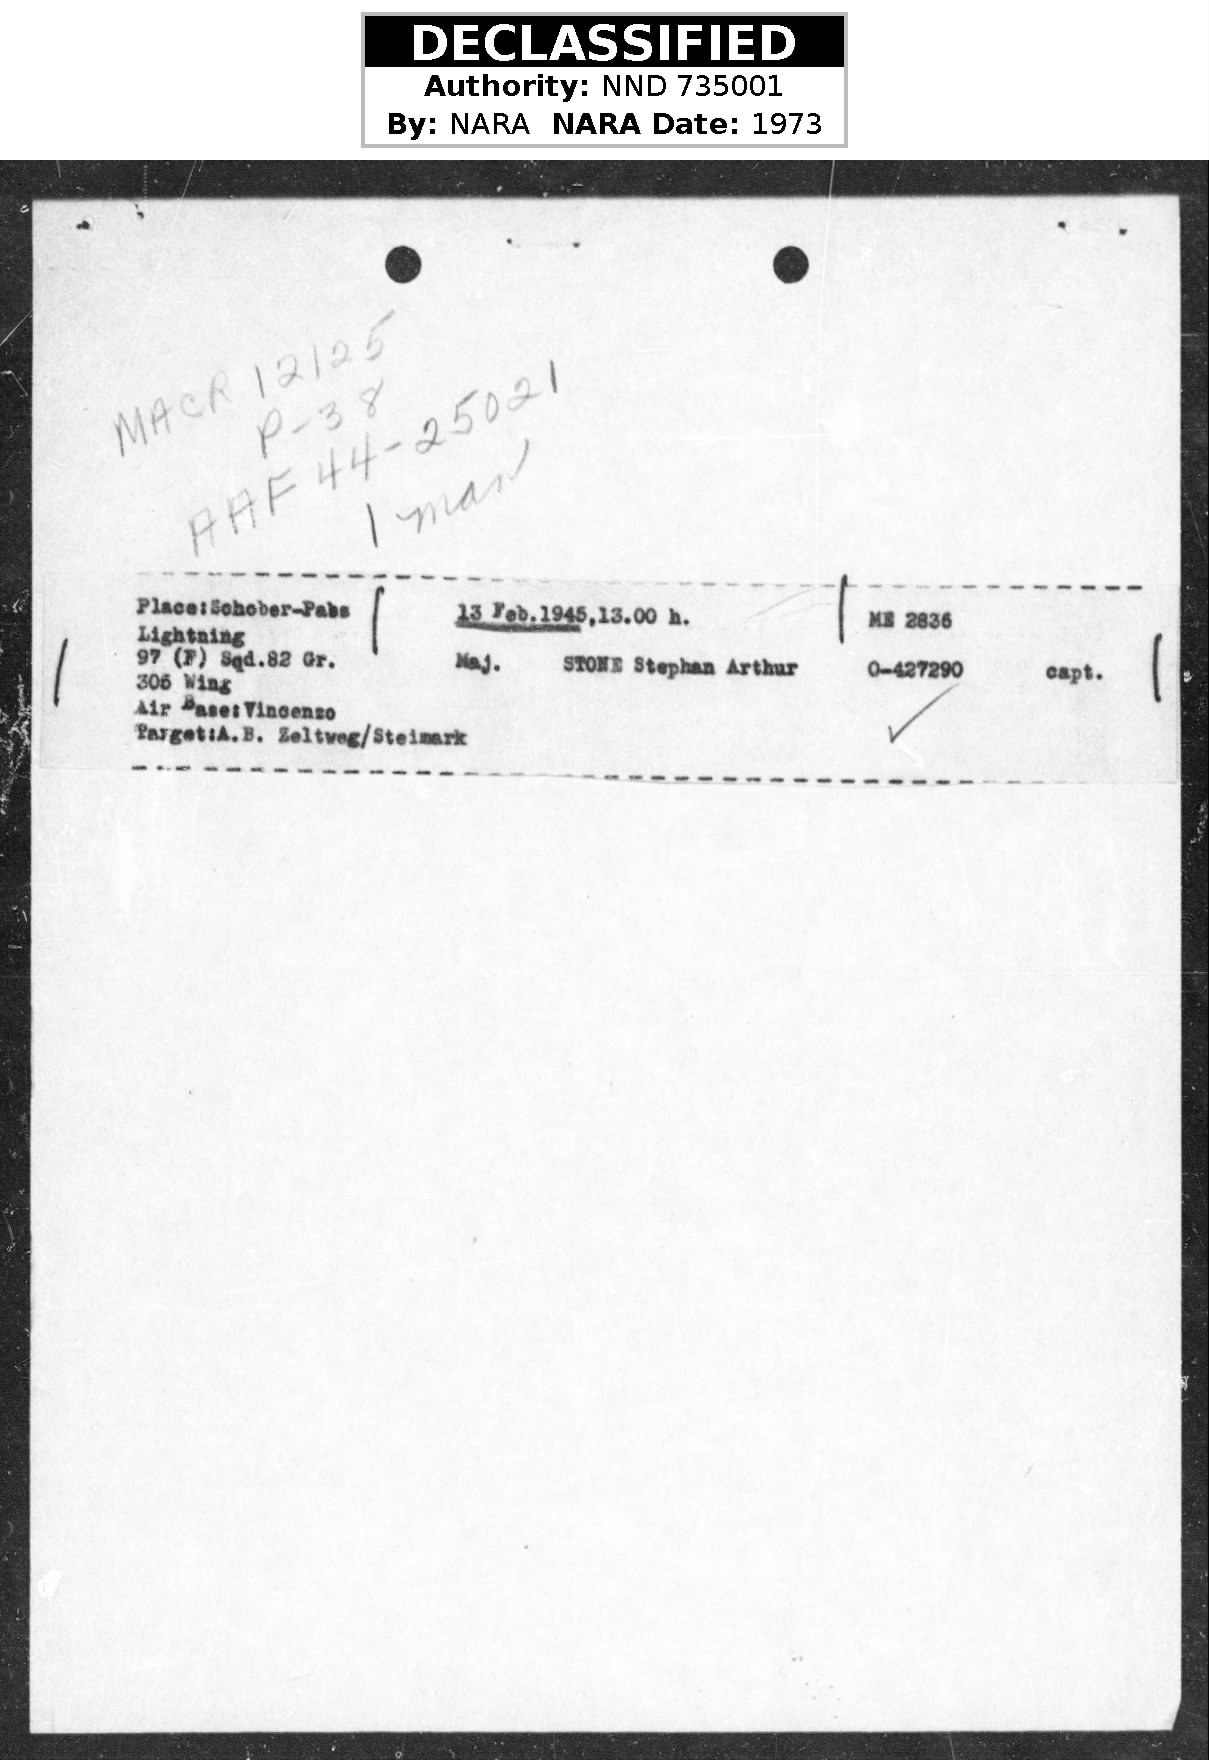 DECLASSIFIED
Authority: NND 735001
By: NARA NARA Date: 1973
MACR 12125
P-38
AAF 44-25021
1 man
Place:Schober-Pabs 13 Feb.1945,13.00 h. ME 2836
Lightning
97 (F) Sqd.82 Gr. Maj. STONE Stephan Arthur O-427290 capt.
305 Wing
Air Base:Vincenzo
Target:A.B. Zeltweg/Steimark